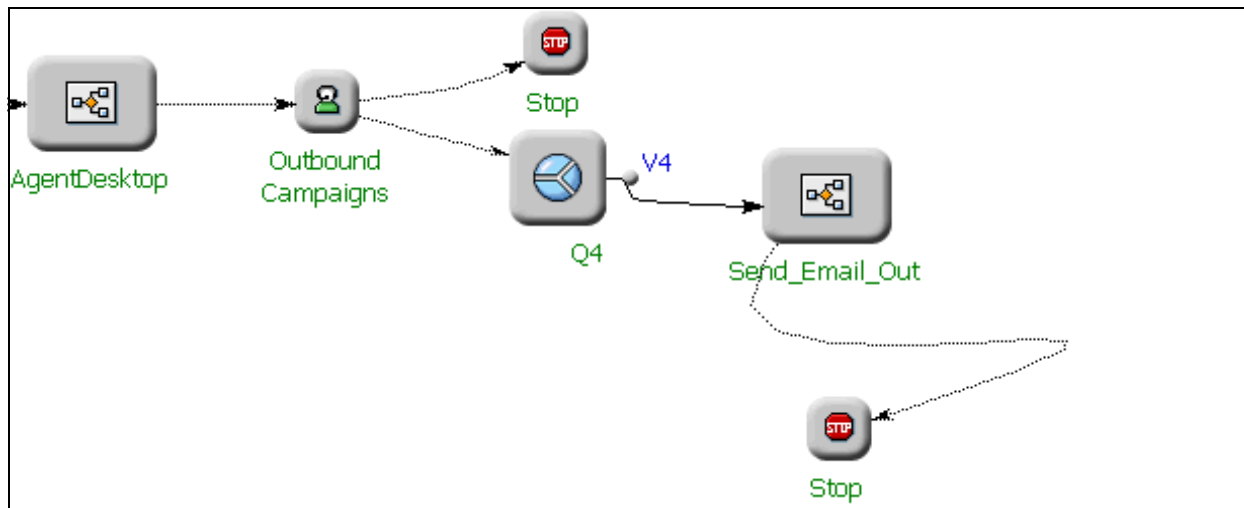 STOP
Stop
AgentDesktop
Outbound
Campaigns
V4
Q4
Send_Email_Out
STOP
Stop